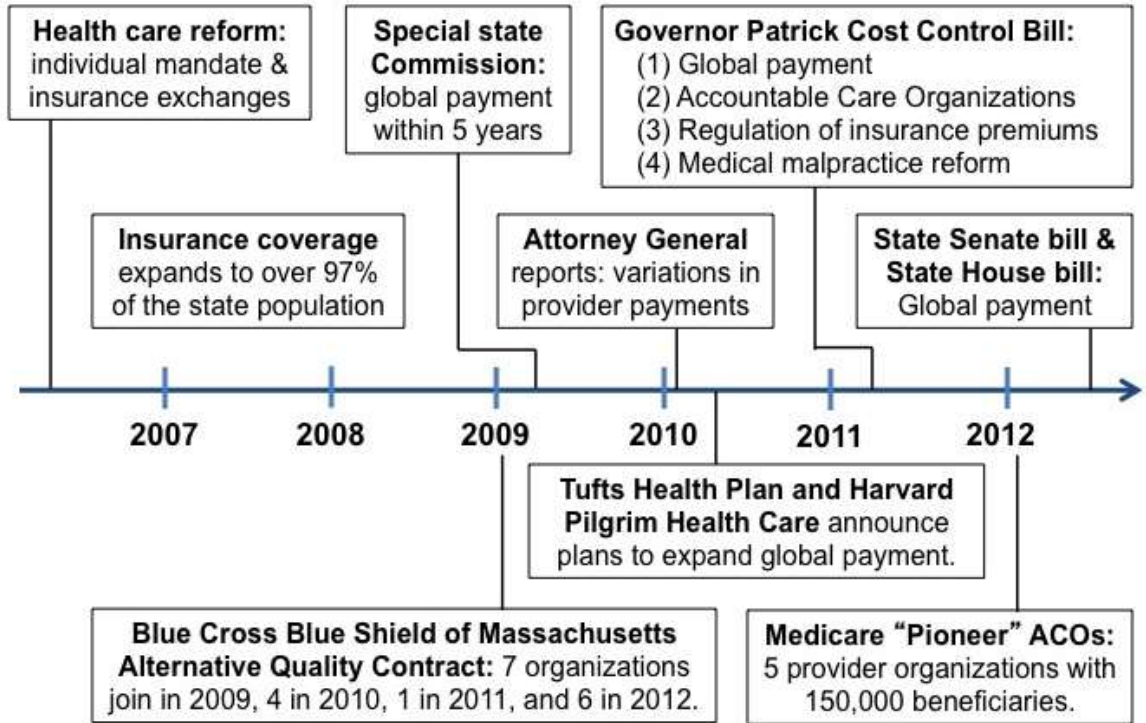 Health care reform:
individual mandate &
insurance exchanges
Special state
Commission:
global payment
within 5 years
Governor Patrick Cost Control Bill:
(1) Global payment
(2) Accountable Care Organizations
(3) Regulation of insurance premiums
(4) Medical malpractice reform
Insurance coverage
expands to over 97%
of the state population
Attorney General
reports: variations in
provider payments
State Senate bill &
State House bill:
Global payment
2007
2008
2009
2010
2011
2012
Tufts Health Plan and Harvard
Pilgrim Health Care announce
plans to expand global payment.
Blue Cross Blue Shield of Massachusetts
Alternative Quality Contract: 7 organizations
join in 2009, 4 in 2010, 1 in 2011, and 6 in 2012.
Medicare “Pioneer” ACOs:
5 provider organizations with
150,000 beneficiaries.